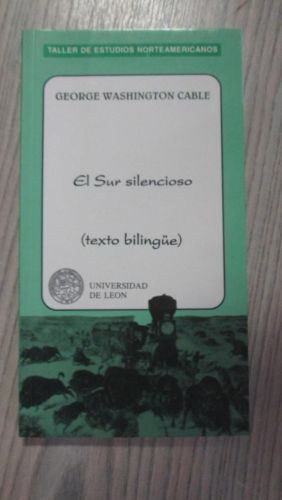 TALLER DE ESTUDIOS NORTEAMERICANOS
GEORGE WASHINGTON CABLE
El Sur silencioso
(texto bilingüe)
UNIVERSIDAD
DE LEON